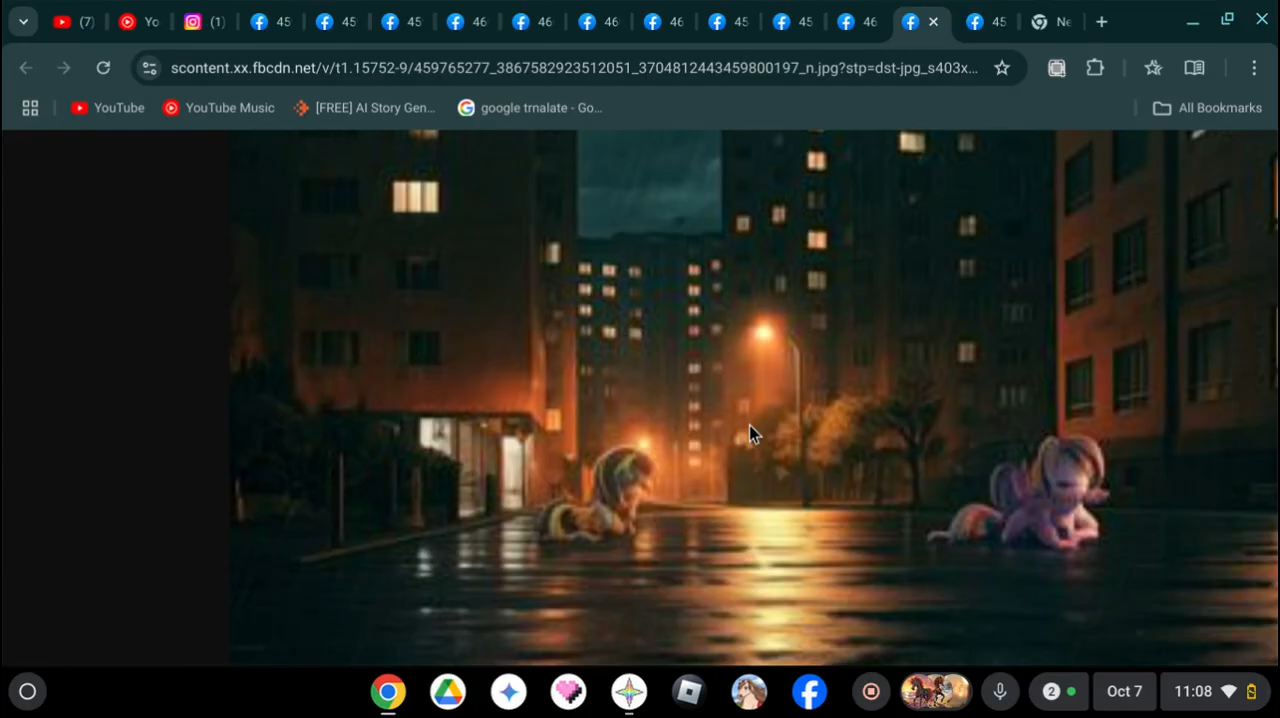 (7)
Yo
(1)
45
45
45
46
46
46
46
45
45
46
45
Ne
scontent.xx.fbcdn.net/v/t1.15752-9/459765277_3867582923512051_3704812443459800197_n.jpg?stp=dst-jpg_s403x...
YouTube
YouTube Music
[FREE] AI Story Gen...
google trnalate - Go...
All Bookmarks
2
Oct 7
11:08